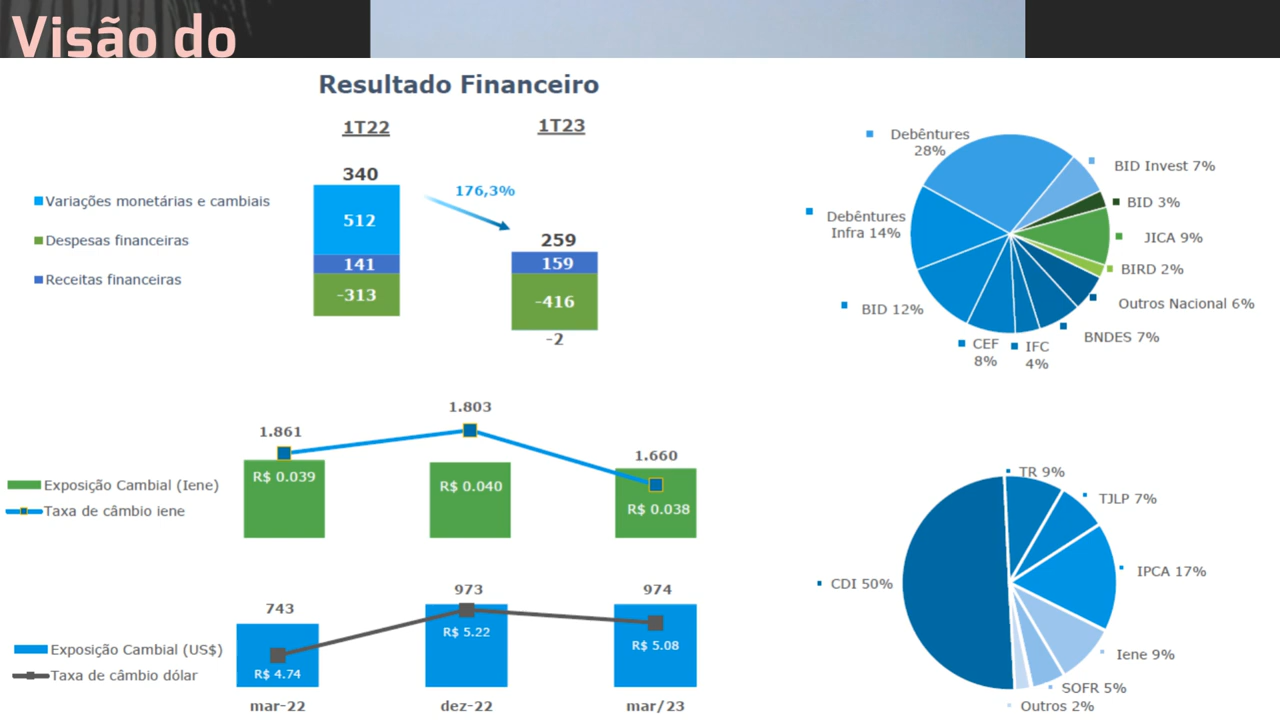 Visão do
Resultado Financeiro
1T22
1T23
340
176,3%
Variações monetárias e cambiais
512
259
Despesas financeiras
141
159
Receitas financeiras
-313
-416
-2
1.861
1.803
1.660
R$ 0.039
R$ 0.040
R$ 0.038
Exposição Cambial (Iene)
Taxa de câmbio iene
743
973
974
R$ 4.74
R$ 5.22
R$ 5.08
Exposição Cambial (US$)
Taxa de câmbio dólar
mar-22
dez-22
mar/23
Debêntures
28%
BID Invest 7%
BID 3%
JICA 9%
BIRD 2%
Outros Nacional 6%
BNDES 7%
IFC
4%
CEF
8%
BID 12%
Debêntures
Infra 14%
TR 9%
TJLP 7%
IPCA 17%
Iene 9%
SOFR 5%
Outros 2%
CDI 50%